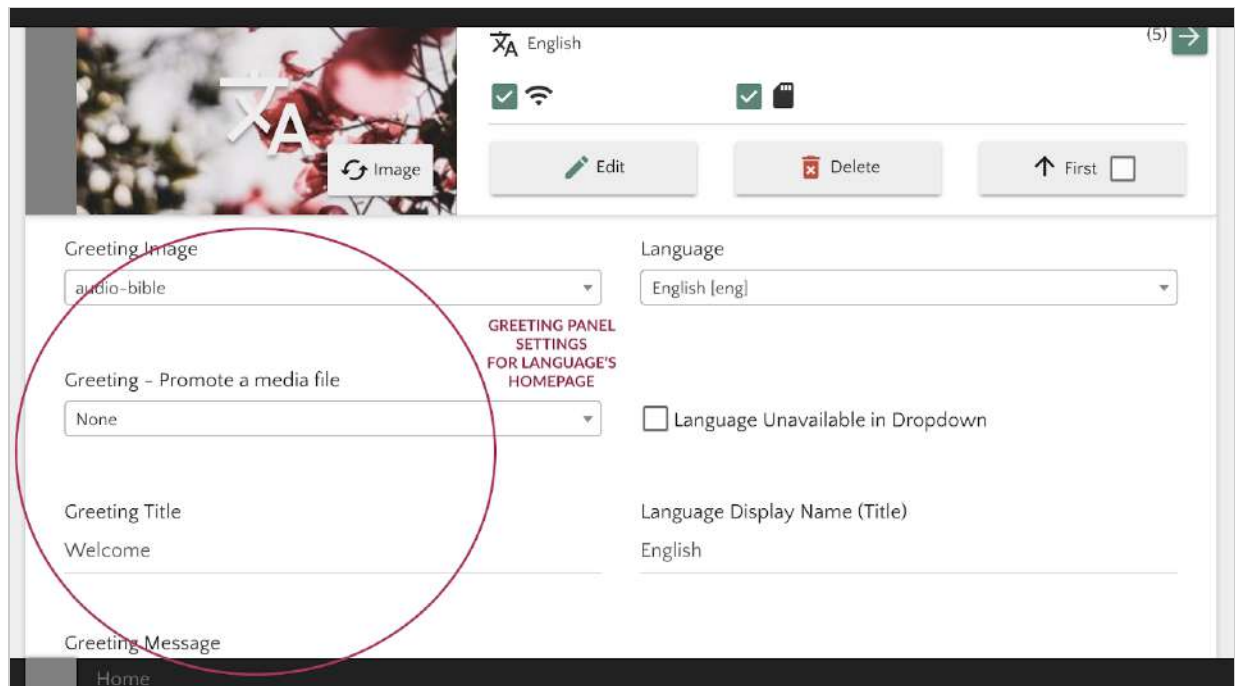 English
(5)
Image
Edit
Delete
First
Greeting Image
Language
audio-bible
English [eng]
GREETING PANEL
SETTINGS
FOR LANGUAGE'S
HOMEPAGE
Greeting - Promote a media file
None
Language Unavailable in Dropdown
Greeting Title
Language Display Name (Title)
Welcome
English
Greeting Message
Home